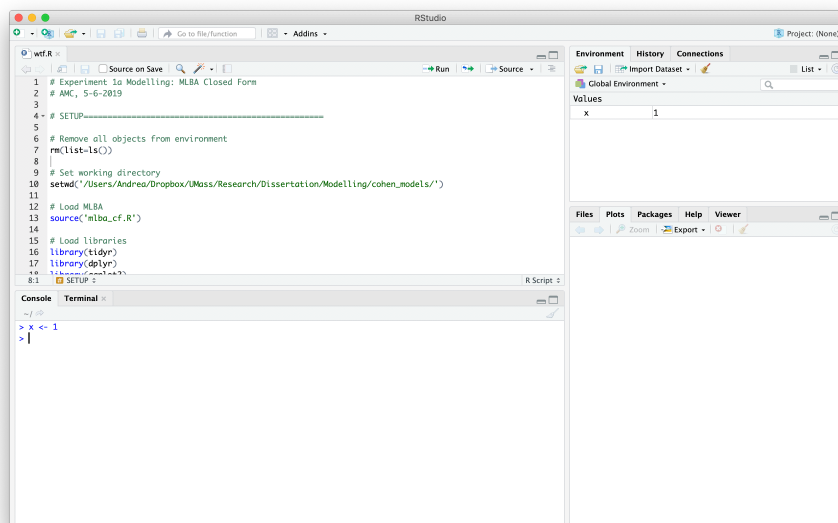 RStudio
Go to file/function
Addins
Project: (None)
wtf.R
Source on Save
Run
Source
1 # Experiment 1a Modelling: MLBA Closed Form
2 # AMC, 5-6-2019
3
4 # SETUP==================================================
5
6 # Remove all objects from environment
7 rm(list=ls())
8
9 # Set working directory
10 setwd('/Users/Andrea/Dropbox/UMass/Research/Dissertation/Modelling/cohen_models/')
11
12 # Load MLBA
13 source('mlba_cf.R')
14
15 # Load libraries
16 library(tidyr)
17 library(dplyr)
8:1 SETUP R Script
Console Terminal
~/
> x <- 1
>
Environment History Connections
Import Dataset List
Global Environment
Values
x 1
Files Plots Packages Help Viewer
Zoom Export